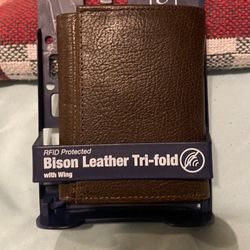 RFID Protected
Bison Leather Tri-fold
with Wing